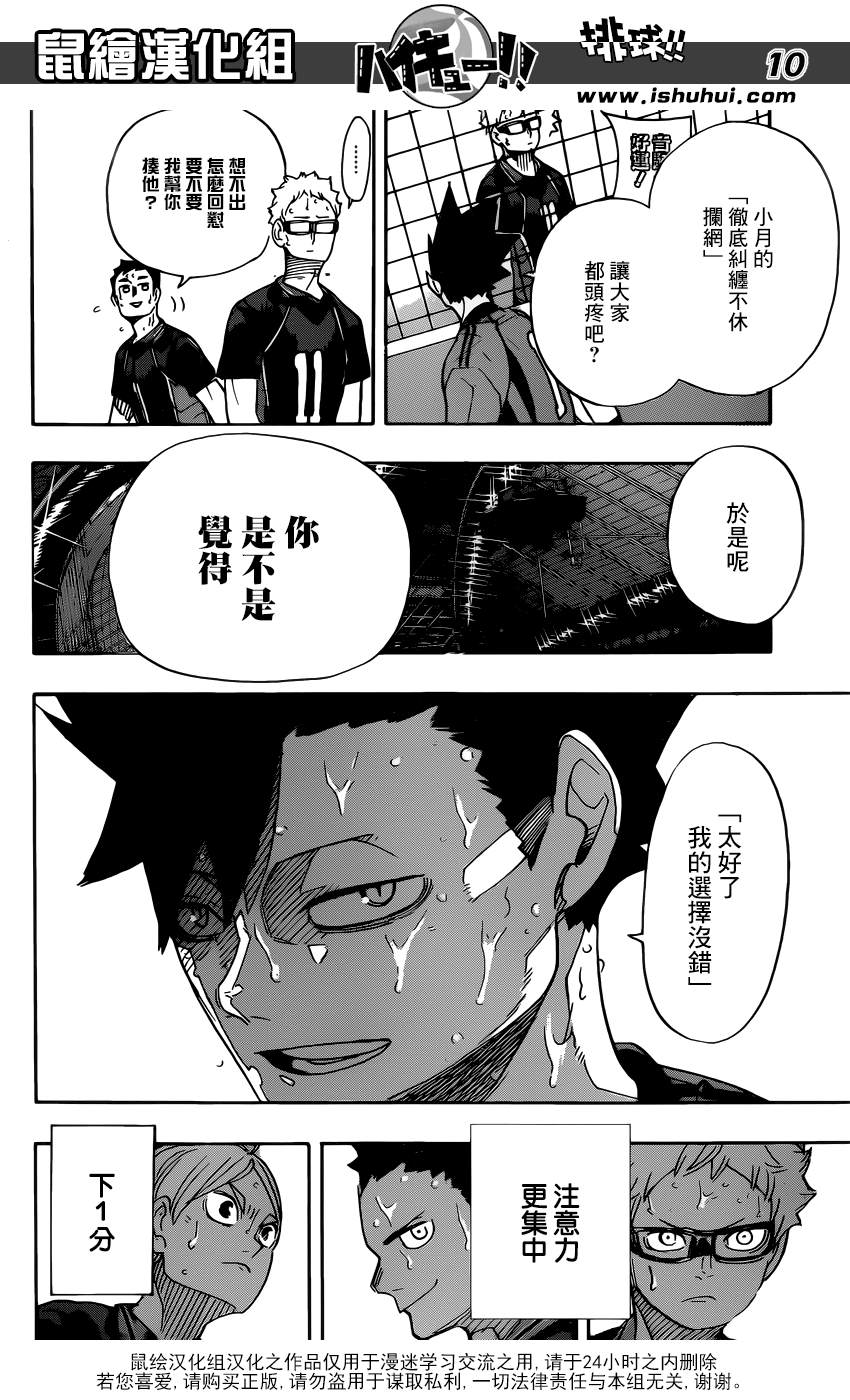 鼠繪漢化組
ハイキュー!!
排球!!
10
www.ishuhui.com
小月的
「徹底糾纏不休
攔網」
讓大家
都頭疼吧?
好運!
………
想不出
怎麼回懟
要不要
我幫你
揍他?
於是呢
你
是不是
覺得
「太好了
我的選擇沒錯」
注意力
更集中
下1分
鼠绘汉化组汉化之作品仅用于漫迷学习交流之用,请于24小时之内删除
若您喜爱,请购买正版,请勿盗用于谋取私利,一切法律责任与本组无关,谢谢。